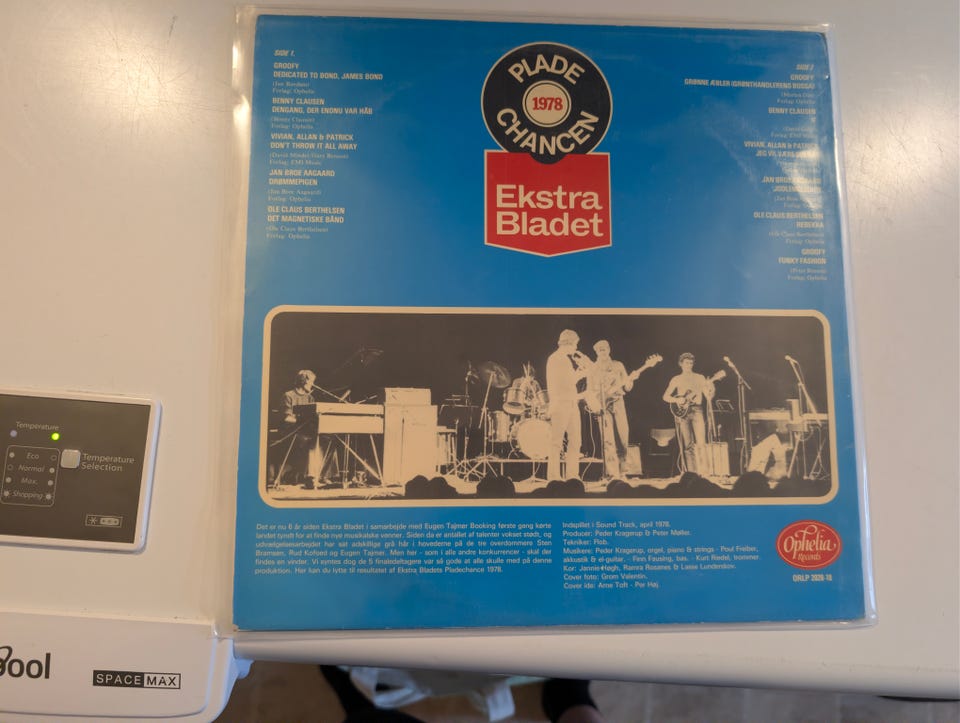 SIDE 1.
GROOFY
DEDICATED TO BOND, JAMES BOND
Forlag: Ophelia
BENNY CLAUSEN
DENGANG, DER ENDNU VAR HÅB
(Benny Clausen)
Forlag: Ophelia
VIVIAN, ALLAN & PATRICK
DON'T THROW IT ALL AWAY
Forlag: EMI-Music
JAN BROE AAGAARD
DRØMMEPIGEN
(Jan Broe Aagaard)
Forlag: Ophelia
OLE CLAUS BERTHELSEN
DET MAGNETISKE BÅND
(Ole Claus Berthelsen)
Forlag: Ophelia
PLADE
1978
CHANCEN
Ekstra
Bladet
GROOFY
GRØNNE ÆBLER (GRØNTHANDLERENS BOSSA)
Forlag: Ophelia
BENNY CLAUSEN
VIVIAN, ALLAN & PATRICK
JAN BROE AAGAARD
OLE CLAUS BERTHELSEN
REBEKKA
(Ole Claus Berthelsen)
Forlag: Ophelia
GROOFY
FUNKY FASHION
Forlag: Ophelia
Det er nu 6 år siden Ekstra Bladet i samarbejde med Eugen Tajmer Booking første gang kørte
landet tyndt for at finde nye musikalske venner. Siden da er antallet af talenter vokset stødt, og
udvælgelsesarbejdet har sat adskillige grå hår i hovederne på de tre overdommere Sten
Bramsen, Rud Kofoed og Eugen Tajmer. Men her - som i alle andre konkurrencer - skal der
findes en vinder. Vi syntes dog de 5 finaledeltagere var så gode at alle skulle med på denne
produktion. Her kan du lytte til resultatet af Ekstra Bladets Pladechance 1978.
Indspillet i Sound Track, april 1978.
Producer: Peder Kragerup & Peter Møller.
Tekniker: Flob.
Musikere: Peder Kragerup, orgel, piano & strings - Poul Freiber,
akkustik & el-guitar. - Finn Fausing, bas. Kurt Riedel, trommer.
Kor: Jannie Høgh, Ramra Rosanes & Lasse Lunderskov.
Cover foto: Grom Valentin.
Cover ide: Arne Toft - Per Høj.
Ophelia
Records
ORLP 2828-18
Temperature
Eco
Normal
Max.
Shopping
Temperature
Selection
pool
SPACE MAX